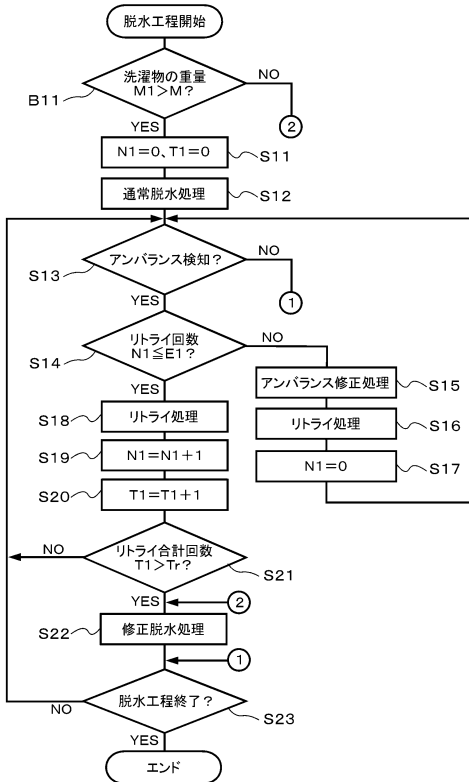 脱水工程開始
洗濯物の重量
M1>M?
NO
B11
②
YES
N1=0、T1=0
S11
通常脱水処理
S12
アンバランス検知?
NO
S13
①
YES
リトライ回数
N1≦E1?
NO
S14
YES
アンバランス修正処理
S15
リトライ処理
S18
リトライ処理
S16
N1=N1+1
S19
N1=0
S17
T1=T1+1
S20
リトライ合計回数
T1>Tr?
NO
S21
YES
②
修正脱水処理
S22
①
脱水工程終了?
NO
S23
YES
エンド